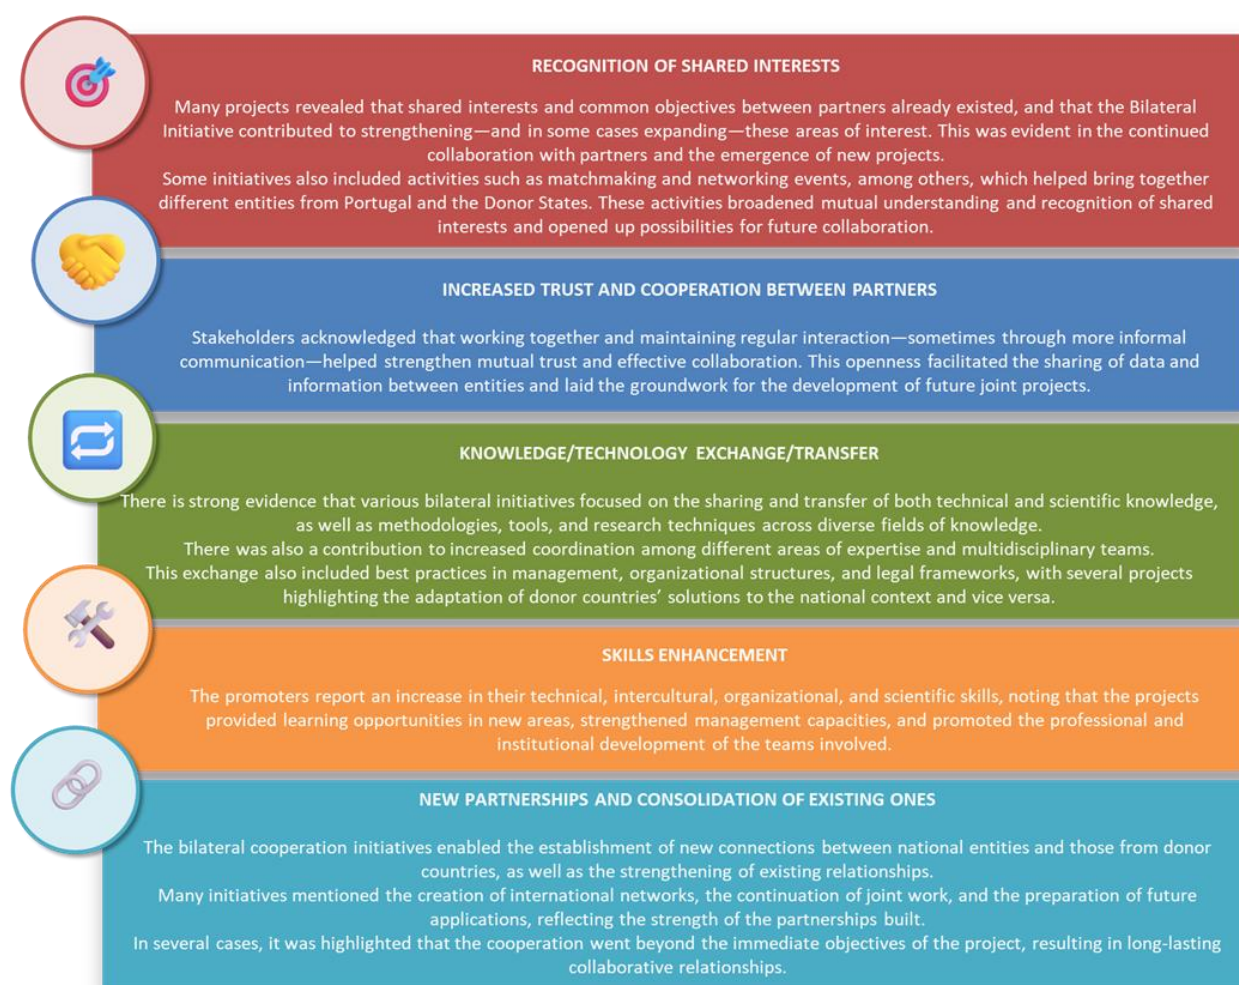 RECOGNITION OF SHARED INTERESTS
Many projects revealed that shared interests and common objectives between partners already existed, and that the Bilateral
Initiative contributed to strengthening—and in some cases expanding—these areas of interest. This was evident in the continued
collaboration with partners and the emergence of new projects.
Some initiatives also included activities such as matchmaking and networking events, among others, which helped bring together
different entities from Portugal and the Donor States. These activities broadened mutual understanding and recognition of shared
interests and opened up possibilities for future collaboration.
INCREASED TRUST AND COOPERATION BETWEEN PARTNERS
Stakeholders acknowledged that working together and maintaining regular interaction—sometimes through more informal
communication—helped strengthen mutual trust and effective collaboration. This openness facilitated the sharing of data and
information between entities and laid the groundwork for the development of future joint projects.
KNOWLEDGE/TECHNOLOGY EXCHANGE/TRANSFER
There is strong evidence that various bilateral initiatives focused on the sharing and transfer of both technical and scientific knowledge,
as well as methodologies, tools, and research techniques across diverse fields of knowledge.
There was also a contribution to increased coordination among different areas of expertise and multidisciplinary teams.
This exchange also included best practices in management, organizational structures, and legal frameworks, with several projects
highlighting the adaptation of donor countries’ solutions to the national context and vice versa.
SKILLS ENHANCEMENT
The promoters report an increase in their technical, intercultural, organizational, and scientific skills, noting that the projects
provided learning opportunities in new areas, strengthened management capacities, and promoted the professional and
institutional development of the teams involved.
NEW PARTNERSHIPS AND CONSOLIDATION OF EXISTING ONES
The bilateral cooperation initiatives enabled the establishment of new connections between national entities and those from donor
countries, as well as the strengthening of existing relationships.
Many initiatives mentioned the creation of international networks, the continuation of joint work, and the preparation of future
applications, reflecting the strength of the partnerships built.
In several cases, it was highlighted that the cooperation went beyond the immediate objectives of the project, resulting in long-lasting
collaborative relationships.